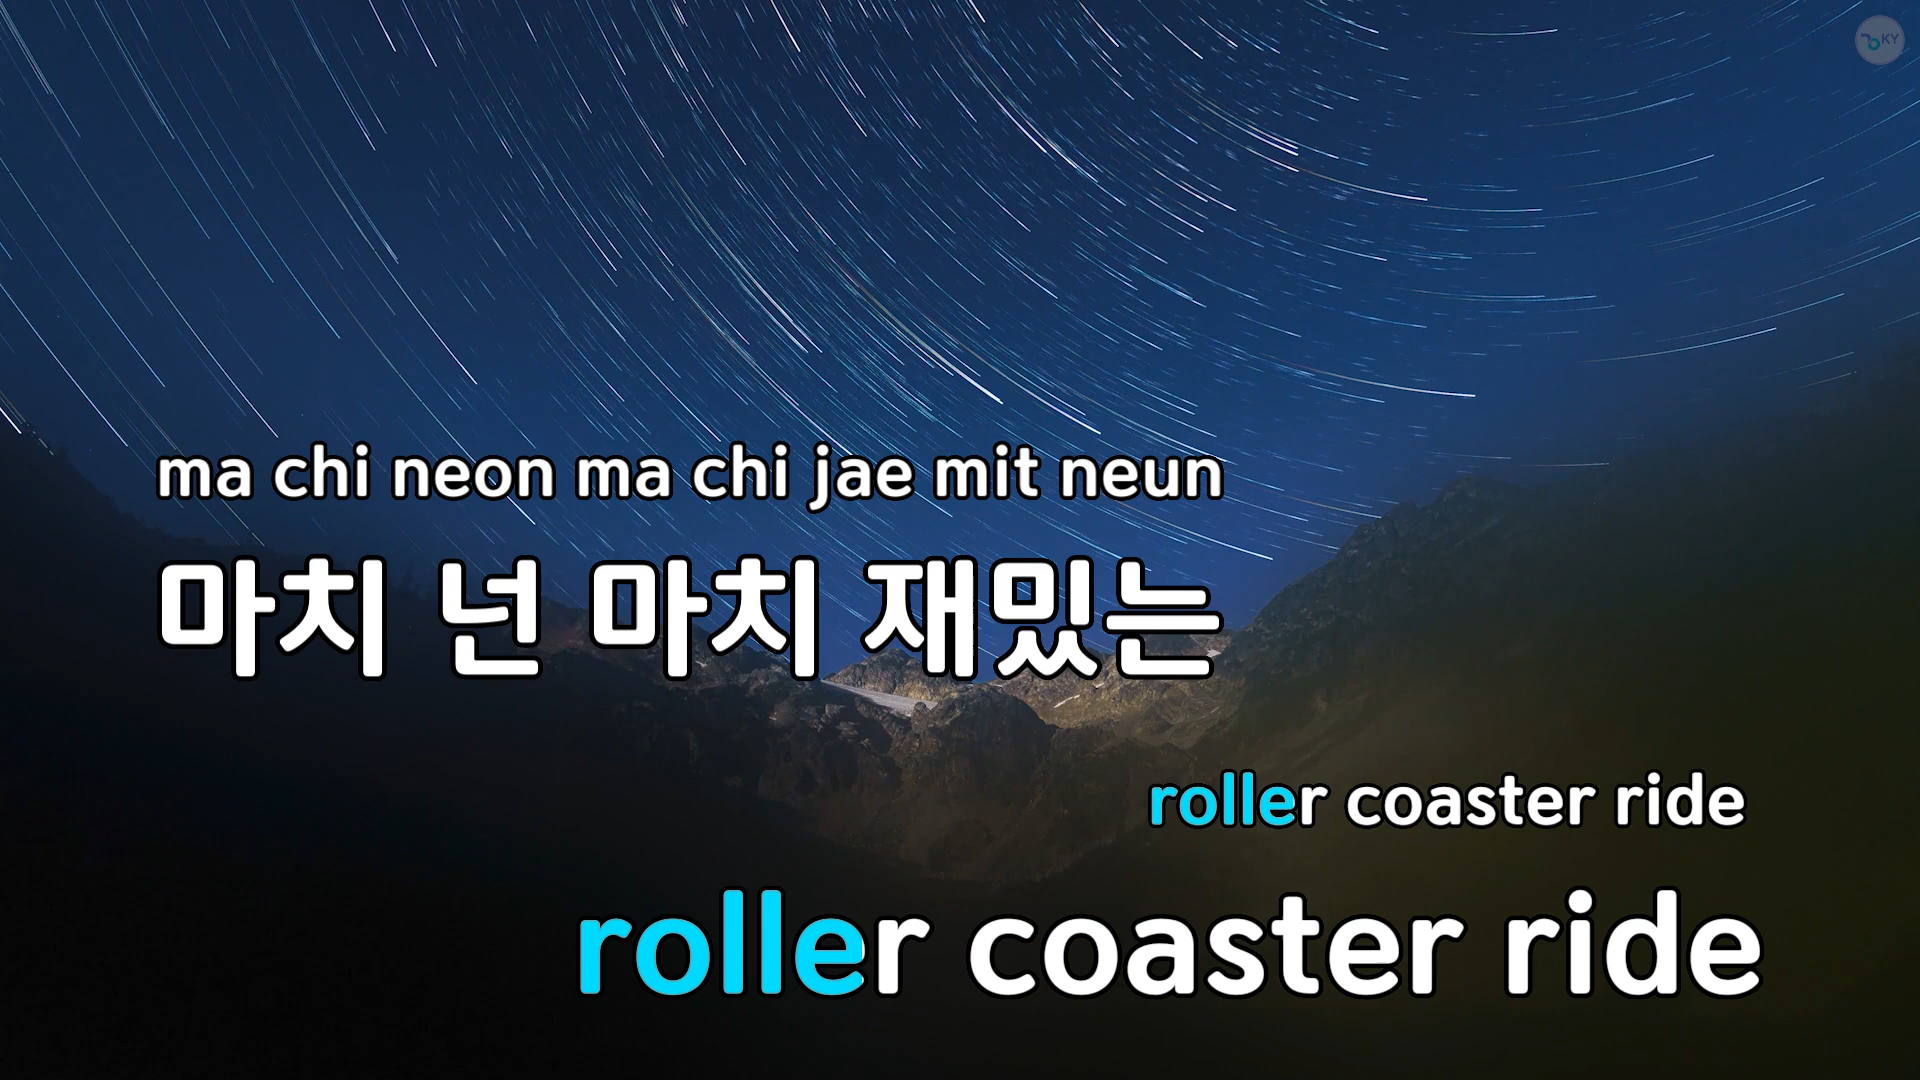 KY
ma chi neon ma chi jae mit neun
마치 넌 마치 재밌는
roller coaster ride
roller coaster ride